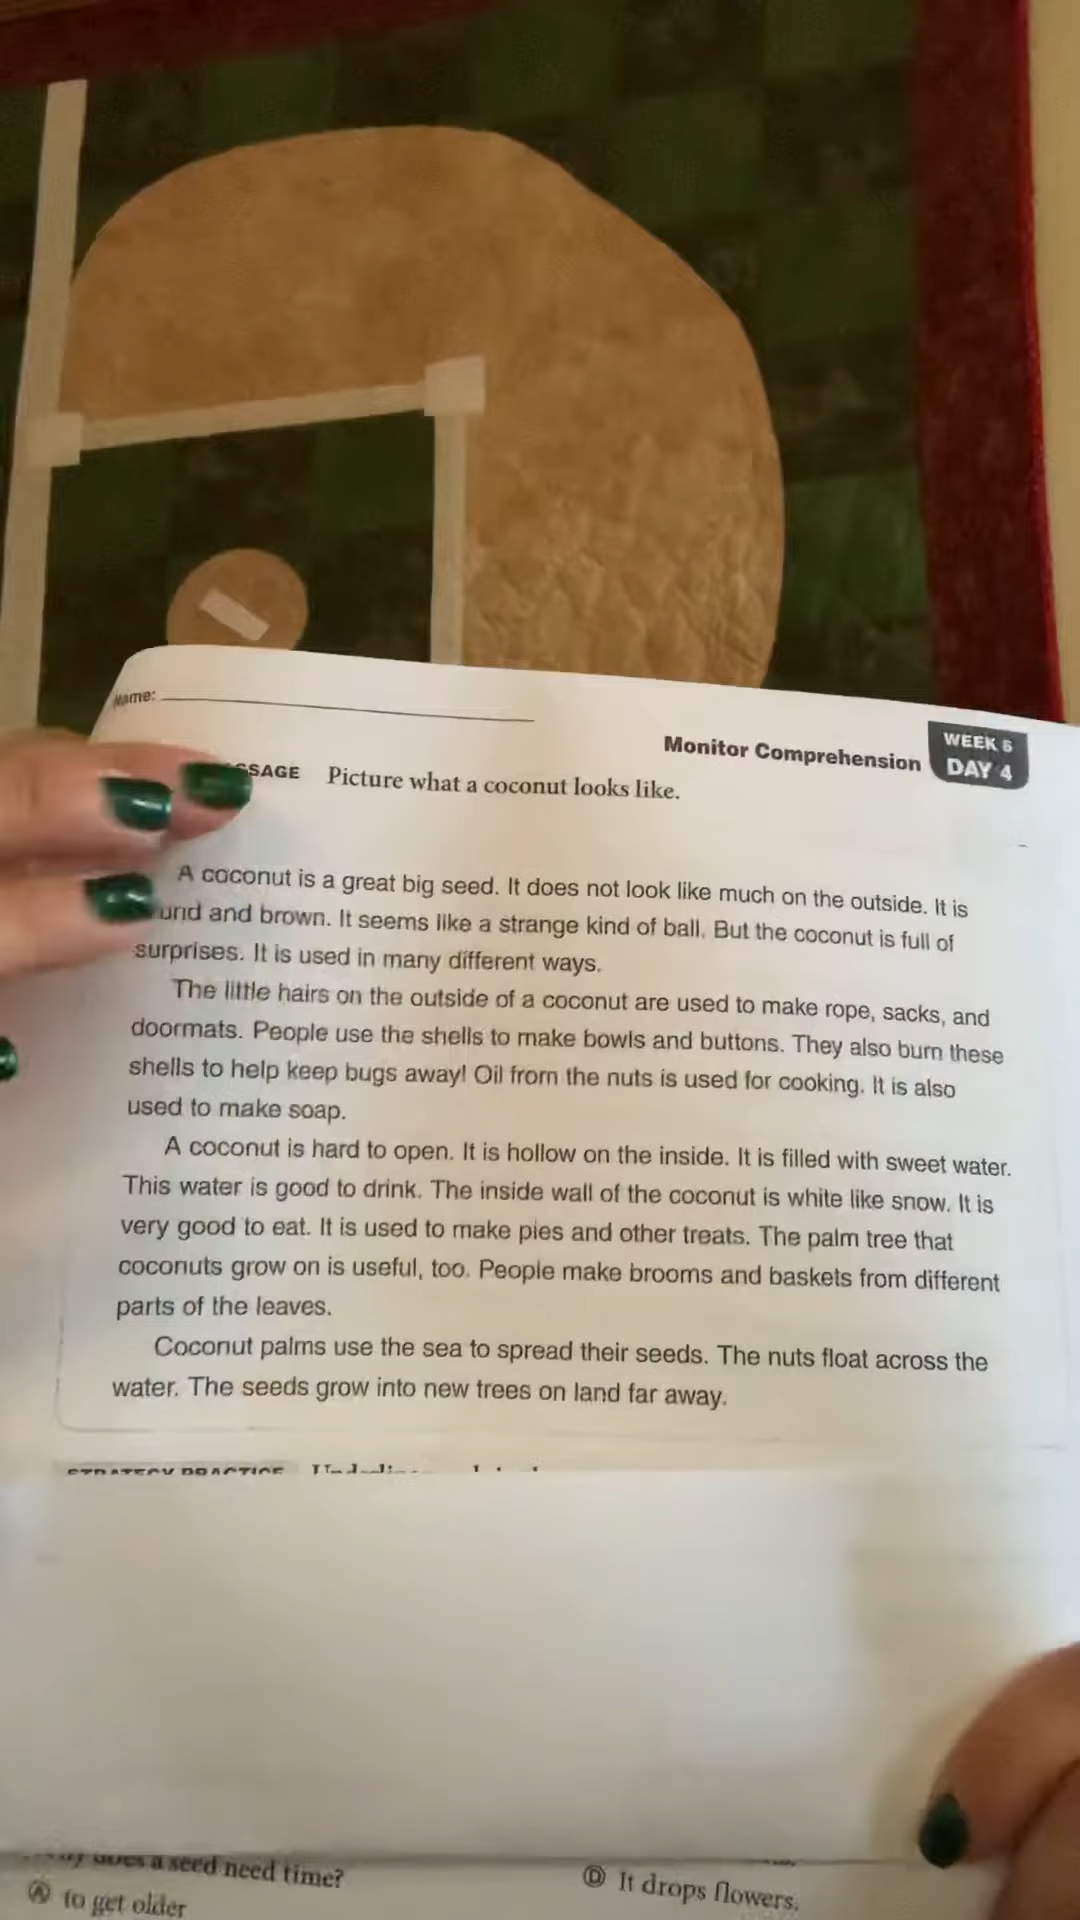 Name:
Monitor Comprehension
WEEK 6
DAY 4
Picture what a coconut looks like.
A coconut is a great big seed. It does not look like much on the outside. It is
and brown. It seems like a strange kind of ball. But the coconut is full of
surprises. It is used in many different ways.
The little hairs on the outside of a coconut are used to make rope, sacks, and
doormats. People use the shells to make bowls and buttons. They also burn these
shells to help keep bugs away! Oil from the nuts is used for cooking. It is also
used to make soap.
A coconut is hard to open. It is hollow on the inside. It is filled with sweet water.
This water is good to drink. The inside wall of the coconut is white like snow. It is
very good to eat. It is used to make pies and other treats. The palm tree that
coconuts grow on is useful, too. People make brooms and baskets from different
parts of the leaves.
Coconut palms use the sea to spread their seeds. The nuts float across the
water. The seeds grow into new trees on land far away.
STRATEGY PRACTICE
does a seed need time?
Ⓐ to get older
Ⓓ It drops flowers.